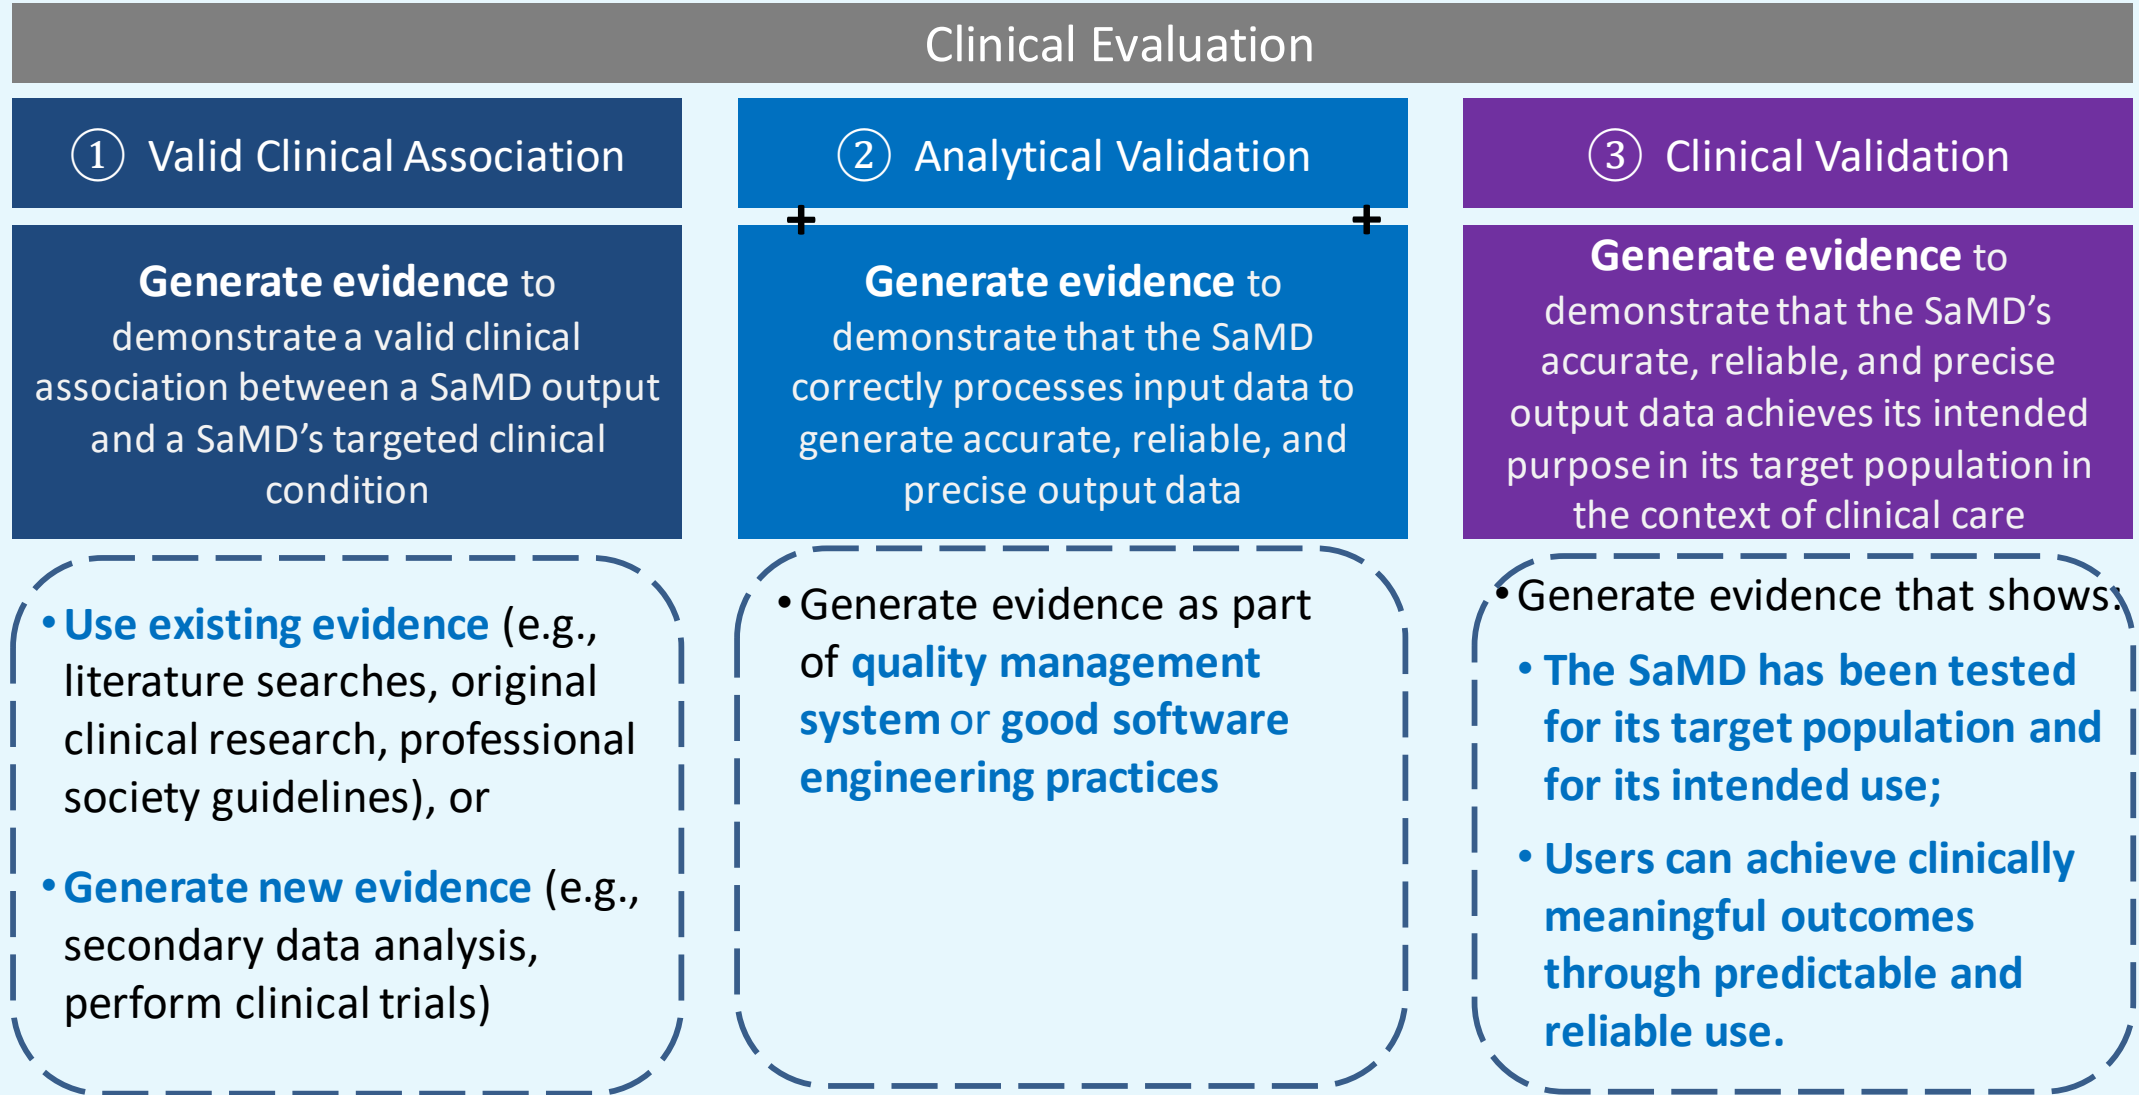 Clinical Evaluation
① Valid Clinical Association
Generate evidence to
demonstrate a valid clinical
association between a SaMD output
and a SaMD’s targeted clinical
condition
•Use existing evidence (e.g.,
literature searches, original
clinical research, professional
society guidelines), or
•Generate new evidence (e.g.,
secondary data analysis,
perform clinical trials)
+
② Analytical Validation
Generate evidence to
demonstrate that the SaMD
correctly processes input data to
generate accurate, reliable, and
precise output data
•Generate evidence as part
of quality management
system or good software
engineering practices
+
③ Clinical Validation
Generate evidence to
demonstrate that the SaMD’s
accurate, reliable, and precise
output data achieves its intended
purpose in its target population in
the context of clinical care
•Generate evidence that shows:
•The SaMD has been tested
for its target population and
for its intended use;
•Users can achieve clinically
meaningful outcomes
through predictable and
reliable use.